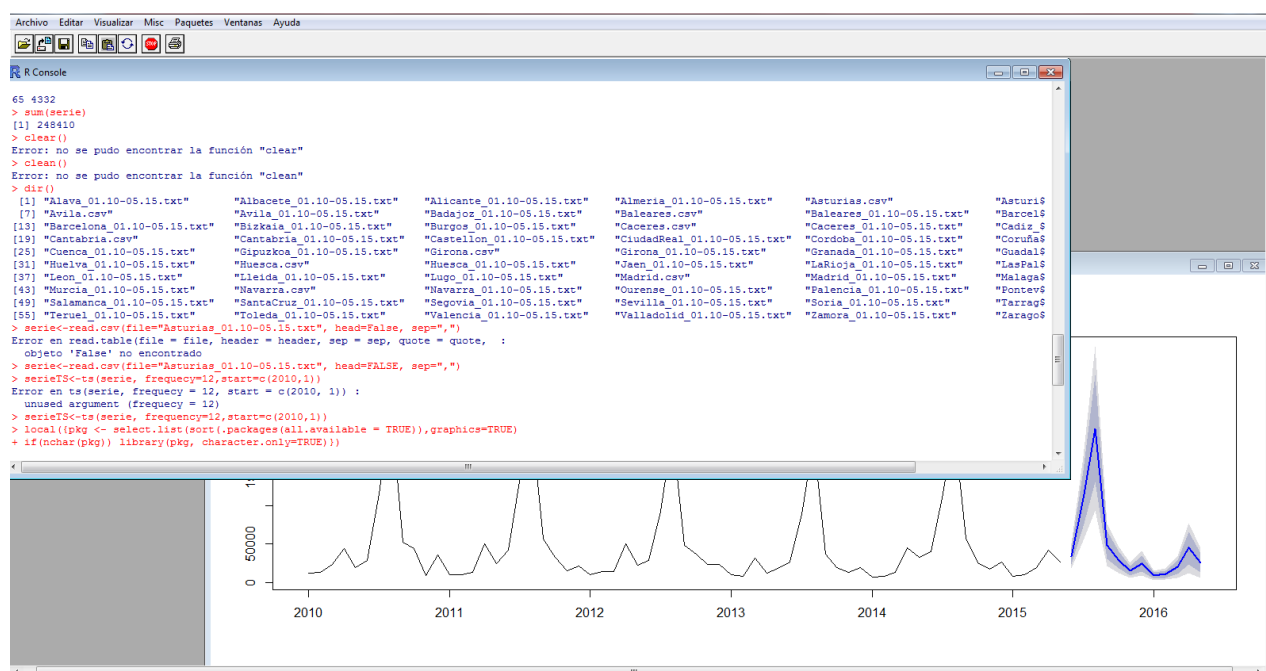 Archivo Editar Visualizar Misc Paquetes Ventanas Ayuda
STOP
R Console
65 4332
> sum(serie)
[1] 248410
> clear()
Error: no se pudo encontrar la función "clear"
> clean()
Error: no se pudo encontrar la función "clean"
> dir()
[1] "Alava_01.10-05.15.txt" "Albacete_01.10-05.15.txt" "Alicante_01.10-05.15.txt" "Almeria_01.10-05.15.txt" "Asturias.csv" "Asturi$
[7] "Avila.csv" "Avila_01.10-05.15.txt" "Badajoz_01.10-05.15.txt" "Baleares.csv" "Baleares_01.10-05.15.txt" "Barcel$
[13] "Barcelona_01.10-05.15.txt" "Bizkaia_01.10-05.15.txt" "Burgos_01.10-05.15.txt" "Caceres.csv" "Caceres_01.10-05.15.txt" "Cadiz_$
[19] "Cantabria.csv" "Cantabria_01.10-05.15.txt" "Castellon_01.10-05.15.txt" "CiudadReal_01.10-05.15.txt" "Cordoba_01.10-05.15.txt" "Coruña$
[25] "Cuenca_01.10-05.15.txt" "Gipuzkoa_01.10-05.15.txt" "Girona.csv" "Girona_01.10-05.15.txt" "Granada_01.10-05.15.txt" "Guadal$
[31] "Huelva_01.10-05.15.txt" "Huesca.csv" "Huesca_01.10-05.15.txt" "Jaen_01.10-05.15.txt" "LaRioja_01.10-05.15.txt" "LasPal$
[37] "Leon_01.10-05.15.txt" "Lleida_01.10-05.15.txt" "Lugo_01.10-05.15.txt" "Madrid.csv" "Madrid_01.10-05.15.txt" "Malaga$
[43] "Murcia_01.10-05.15.txt" "Navarra.csv" "Navarra_01.10-05.15.txt" "Ourense_01.10-05.15.txt" "Palencia_01.10-05.15.txt" "Pontev$
[49] "Salamanca_01.10-05.15.txt" "SantaCruz_01.10-05.15.txt" "Segovia_01.10-05.15.txt" "Sevilla_01.10-05.15.txt" "Soria_01.10-05.15.txt" "Tarrag$
[55] "Teruel_01.10-05.15.txt" "Toleda_01.10-05.15.txt" "Valencia_01.10-05.15.txt" "Valladolid_01.10-05.15.txt" "Zamora_01.10-05.15.txt" "Zarago$
> serie<-read.csv(file="Asturias_01.10-05.15.txt", head=False, sep=",")
Error en read.table(file = file, header = header, sep = sep, quote = quote, :
objeto 'False' no encontrado
> serie<-read.csv(file="Asturias_01.10-05.15.txt", head=FALSE, sep=",")
> serieTS<-ts(serie, frequecy=12,start=c(2010,1))
Error en ts(serie, frequecy = 12, start = c(2010, 1)) :
unused argument (frequecy = 12)
> serieTS<-ts(serie, frequency=12,start=c(2010,1))
> local({pkg <- select.list(sort(.packages(all.available = TRUE)),graphics=TRUE)
+ if(nchar(pkg)) library(pkg, character.only=TRUE)})
50000
0
2010 2011 2012 2013 2014 2015 2016